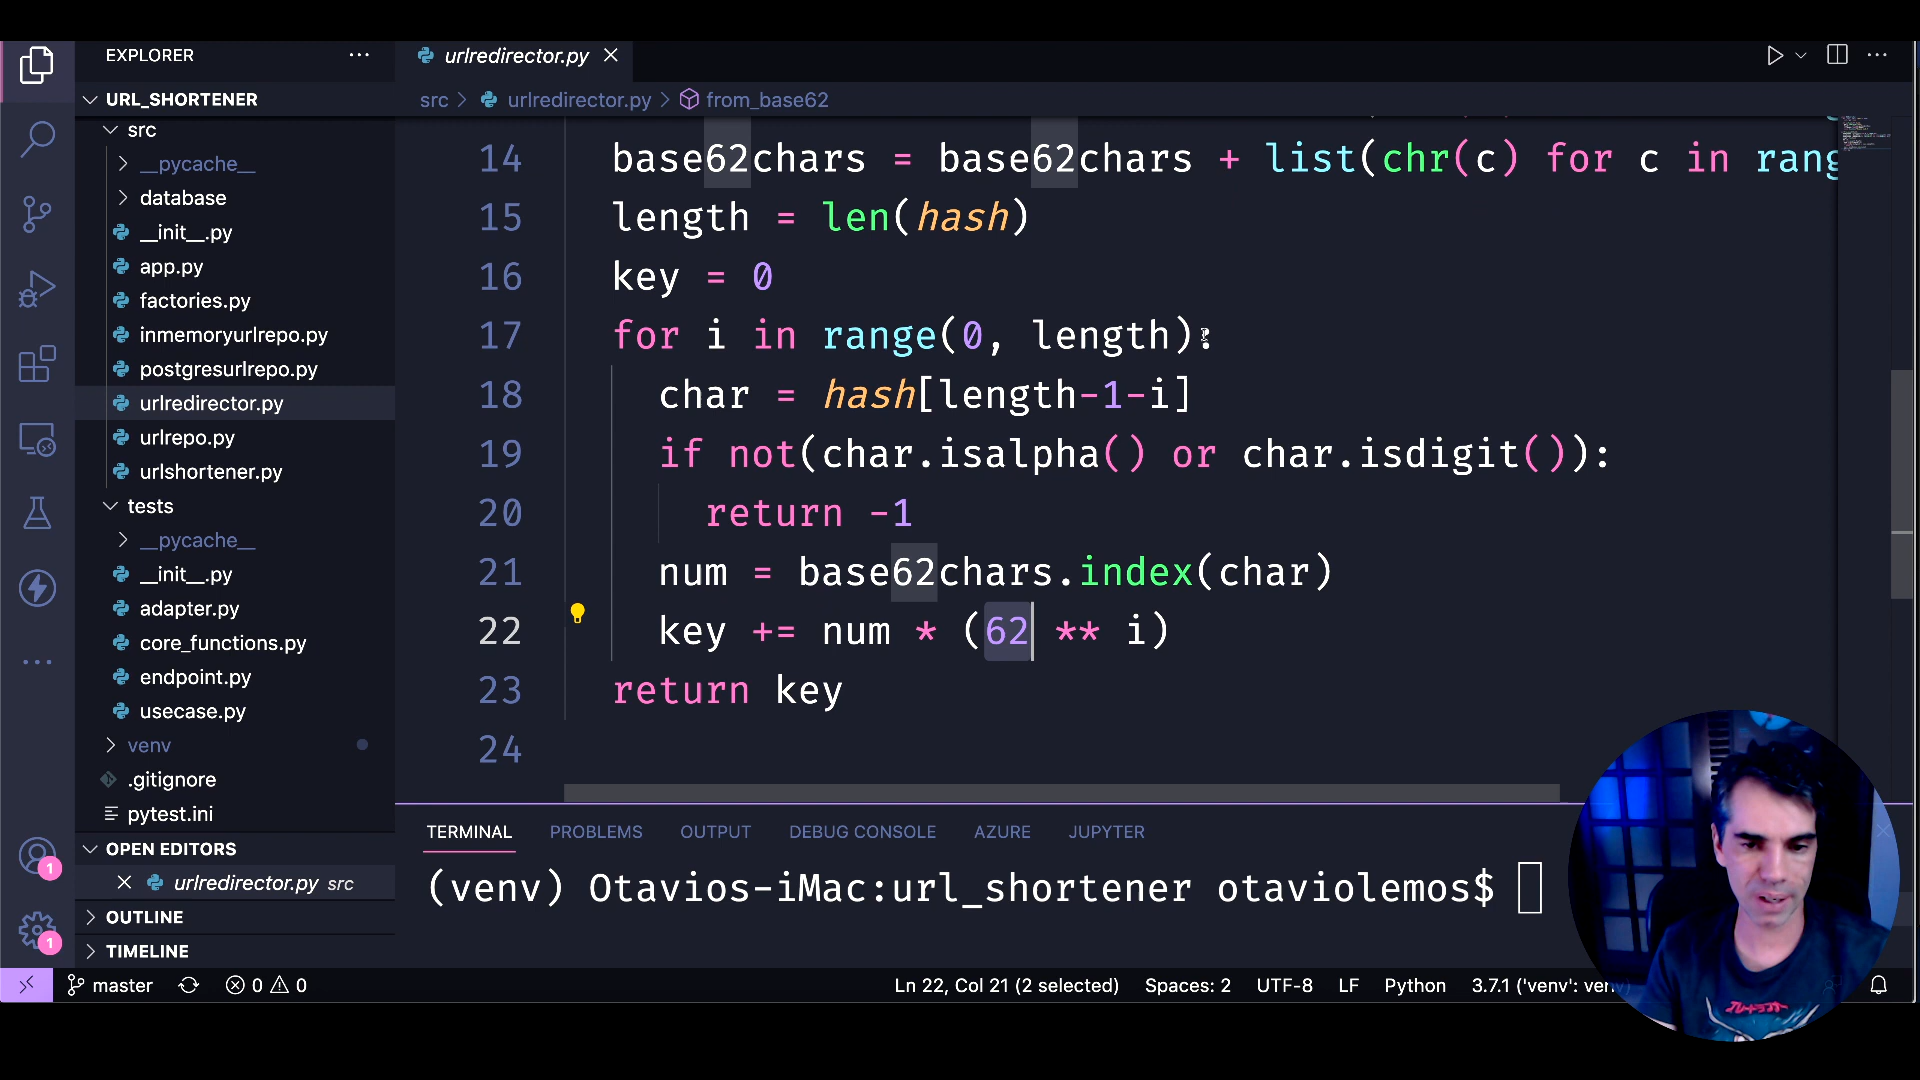 EXPLORER
urlredirector.py
URL_SHORTENER
src > urlredirector.py > from_base62
src
__pycache__
database
__init__.py
app.py
factories.py
inmemoryurlrepo.py
postgresurlrepo.py
urlredirector.py
urlrepo.py
urlshortener.py
tests
__pycache__
__init__.py
adapter.py
core_functions.py
endpoint.py
usecase.py
venv
.gitignore
pytest.ini
OPEN EDITORS
urlredirector.py src
OUTLINE
TIMELINE
14 base62chars = base62chars + list(chr(c) for c in rang
15 length = len(hash)
16 key = 0
17 for i in range(0, length):
18 char = hash[length-1-i]
19 if not(char.isalpha() or char.isdigit()):
20 return -1
21 num = base62chars.index(char)
22 key += num * (62 ** i)
23 return key
24
TERMINAL PROBLEMS OUTPUT DEBUG CONSOLE AZURE JUPYTER
(venv) Otavios-iMac:url_shortener otaviolemos$
1
1
master 0 0 Ln 22, Col 21 (2 selected) Spaces: 2 UTF-8 LF Python 3.7.1 ('venv': venv)